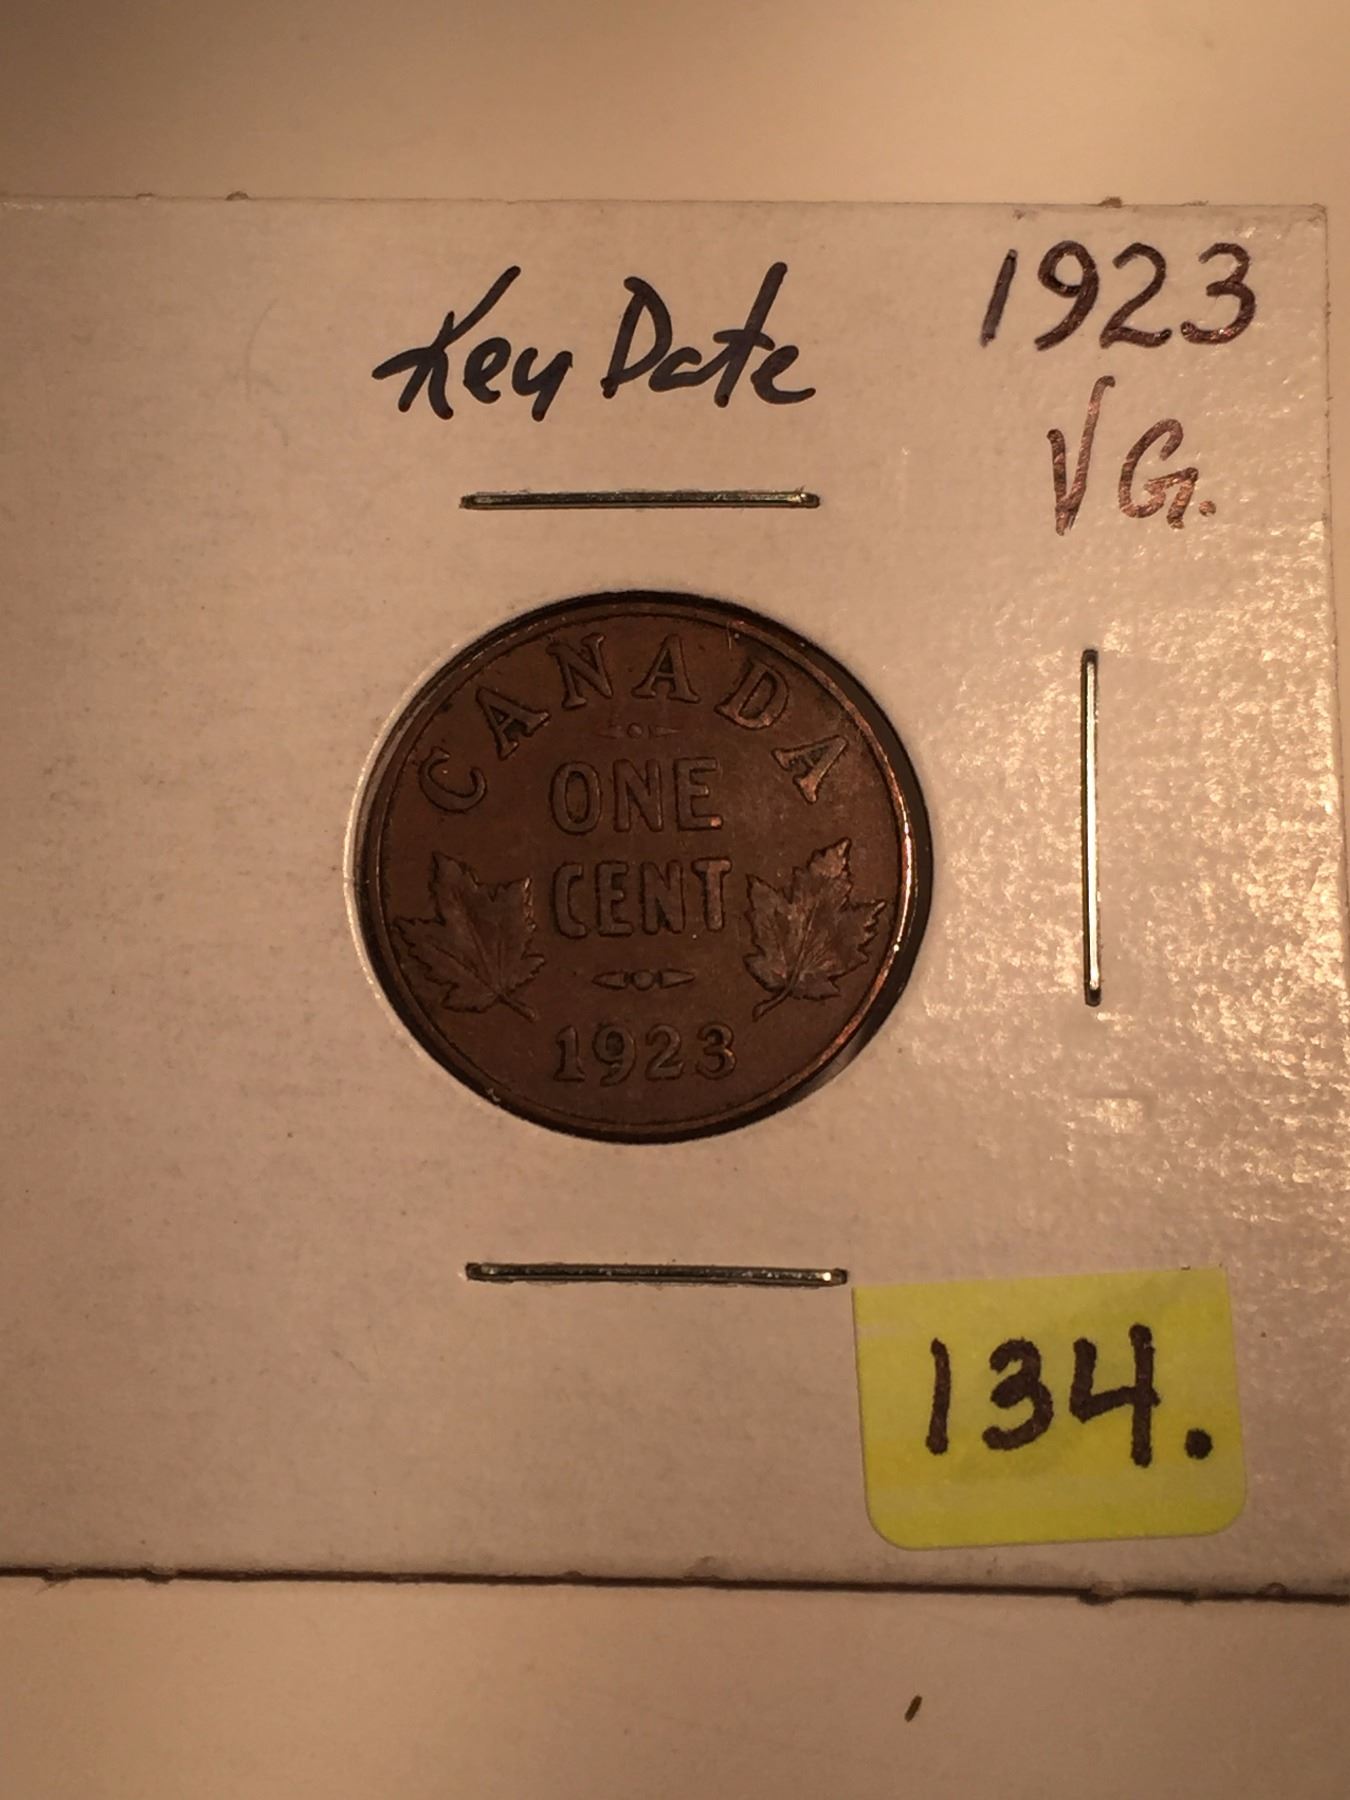 Key Date
1923
VG.
CANADA
ONE
CENT
1923
134.